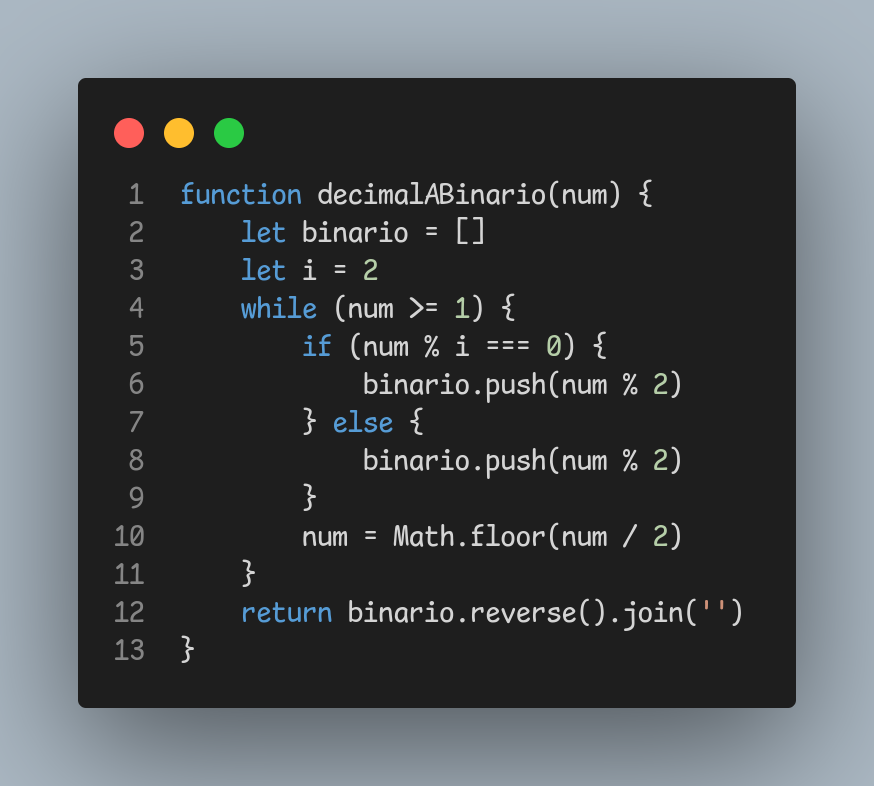 1 function decimalABinario(num) {
2     let binario = []
3     let i = 2
4     while (num >= 1) {
5         if (num % i === 0) {
6             binario.push(num % 2)
7         } else {
8             binario.push(num % 2)
9         }
10         num = Math.floor(num / 2)
11     }
12     return binario.reverse().join('')
13 }